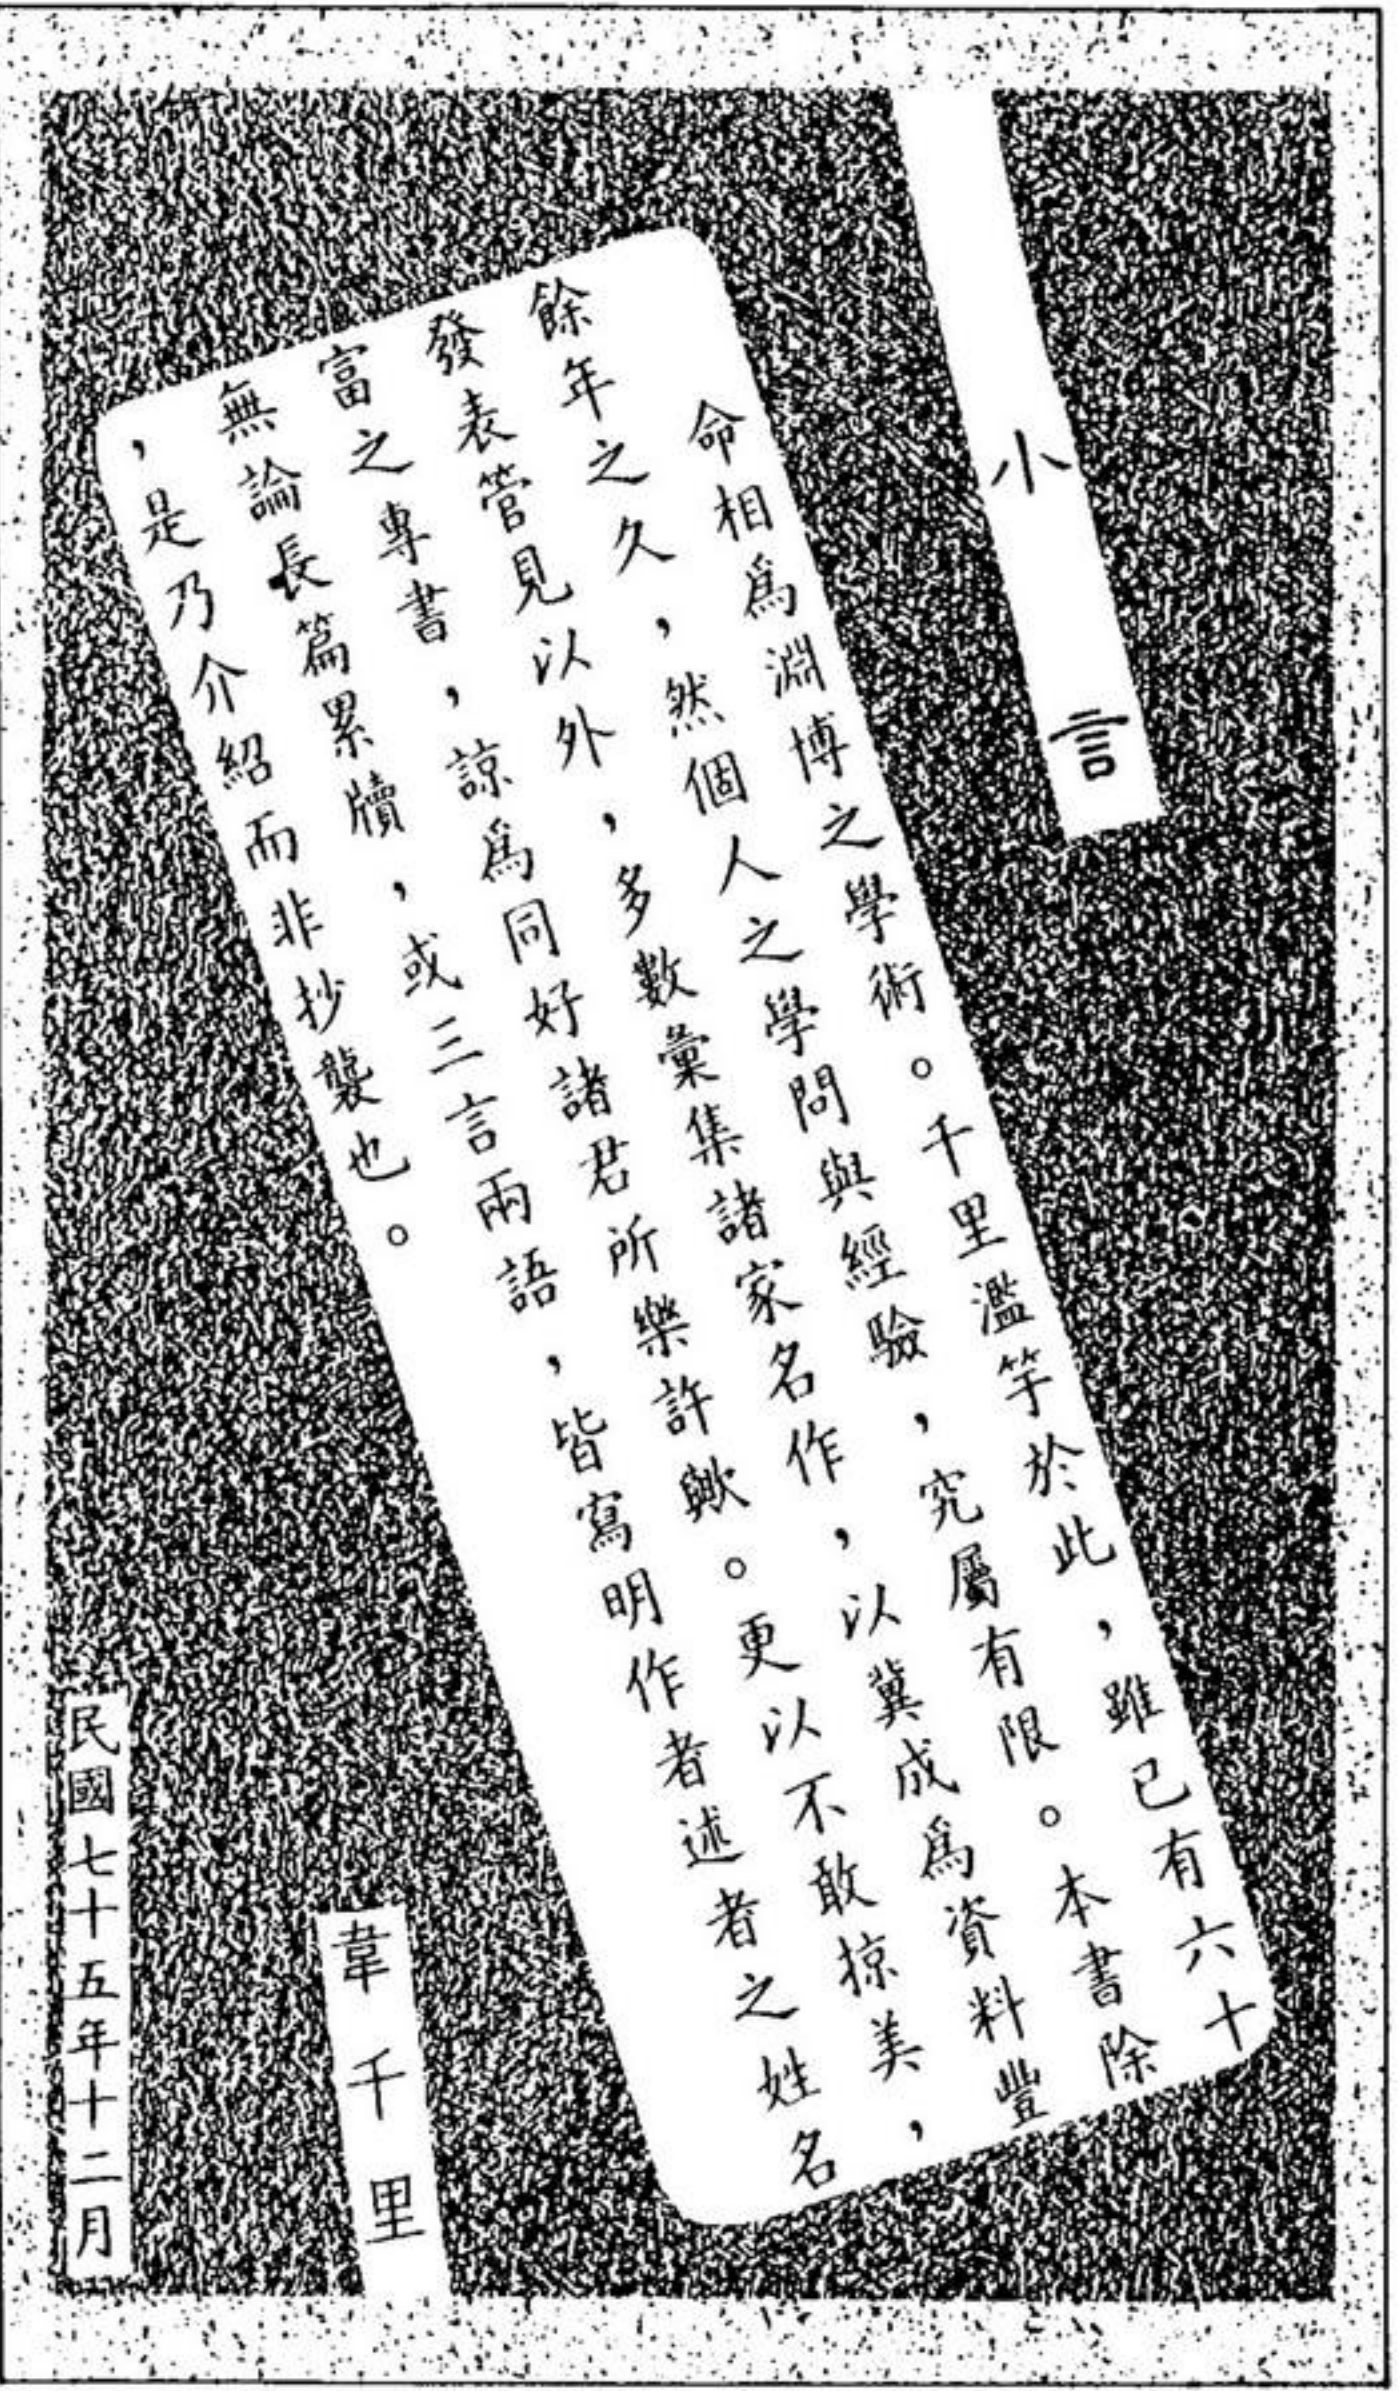 小言
命相爲淵博之學術。千里濫竽於此，雖已有六十
餘年之久，然個人之學問與經驗，究屬有限。本書除
發表管見以外，多數彙集諸家名作，以冀成爲資料豐
富之專書，諒爲同好諸君所樂許歟。更以不敢掠美，
無論長篇累牘，或三言兩語，皆寫明作者述者之姓名
，是乃介紹而非抄襲也。
韋千里
民國七十五年十二月